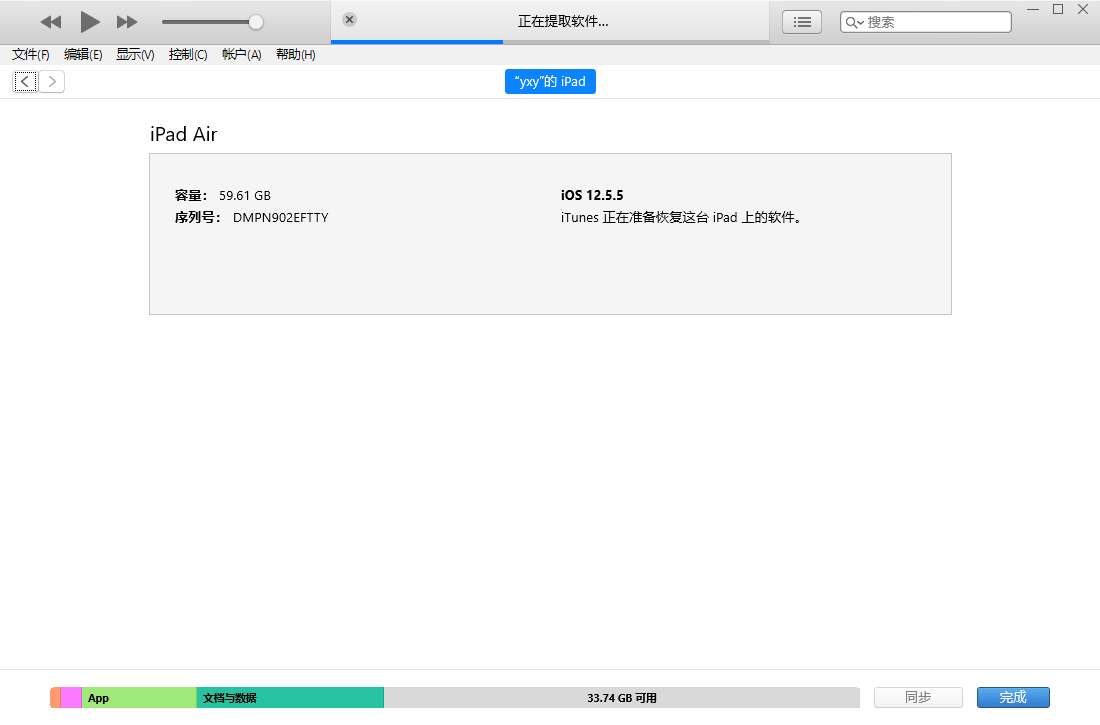 正在提取软件...
搜索
文件(F) 编辑(E) 显示(V) 控制(C) 帐户(A) 帮助(H)
“yxy”的 iPad
iPad Air
容量： 59.61 GB
序列号： DMPN902EFTTY
iOS 12.5.5
iTunes 正在准备恢复这台 iPad 上的软件。
App 文档与数据 33.74 GB 可用 同步 完成